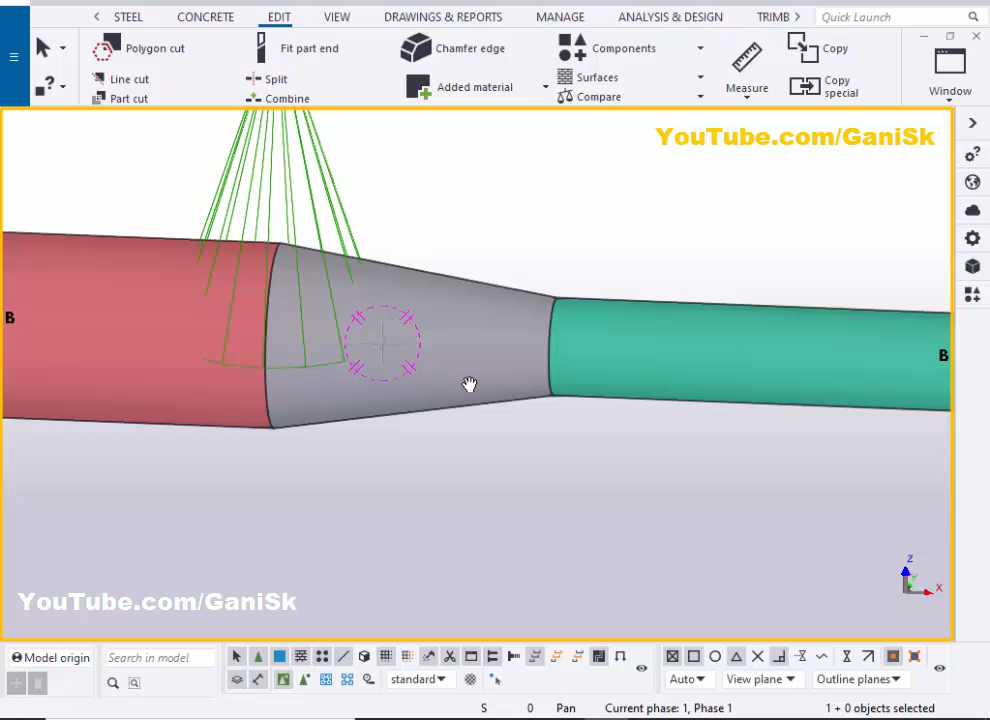 STEEL CONCRETE EDIT VIEW DRAWINGS & REPORTS MANAGE ANALYSIS & DESIGN TRIMB Quick Launch
Polygon cut Fit part end Chamfer edge Components Copy
Line cut Split Surfaces Copy special
Part cut Combine Added material Compare Measure Window
YouTube.com/GaniSk
B
B
Z
Y
X
YouTube.com/GaniSk
Model origin Search in model
standard Auto View plane Outline planes
S 0 Pan Current phase: 1, Phase 1 1 + 0 objects selected